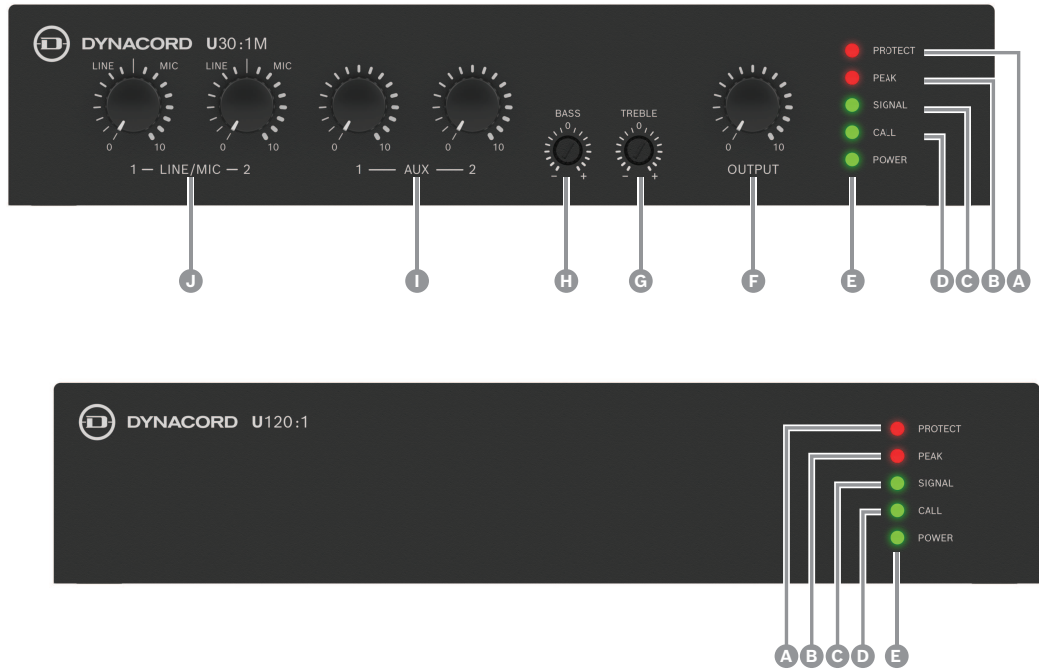 D DYNACORD U30:1M
LINE MIC LINE MIC
0 10 0 10 0 10 0 10
1 — LINE/MIC — 2
1 — AUX — 2
BASS
0
− +
TREBLE
0
− +
0 10
OUTPUT
PROTECT
PEAK
SIGNAL
CALL
POWER
J I H G F E D C B A
D DYNACORD U120:1
PROTECT
PEAK
SIGNAL
CALL
POWER
A B C D E